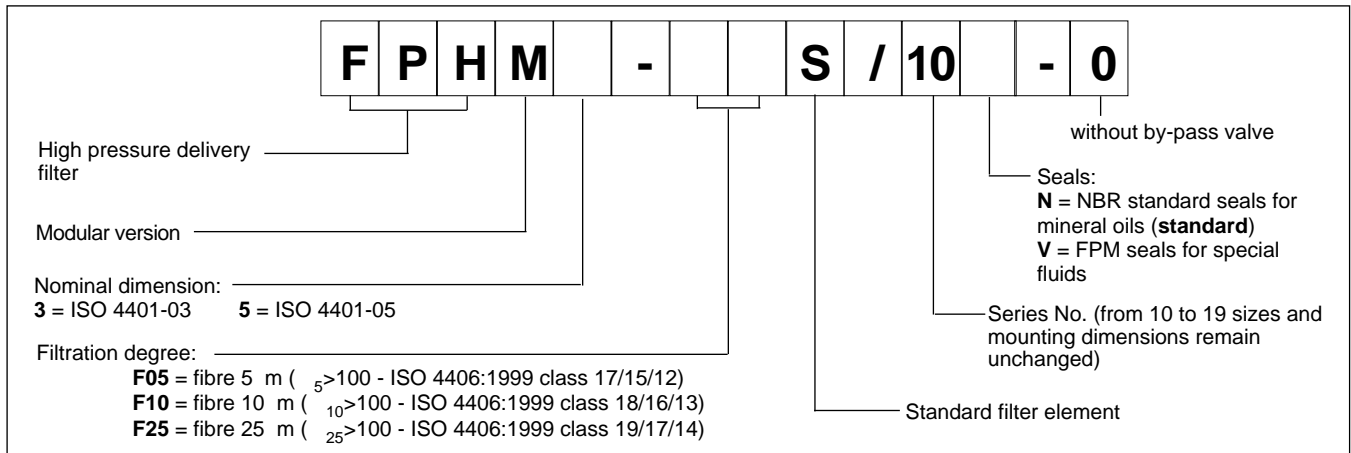 F P H M - S / 10 - 0
High pressure delivery
filter
Modular version
Nominal dimension:
3 = ISO 4401-03 5 = ISO 4401-05
Filtration degree:
F05 = fibre 5 m ( 5>100 - ISO 4406:1999 class 17/15/12)
F10 = fibre 10 m ( 10>100 - ISO 4406:1999 class 18/16/13)
F25 = fibre 25 m ( 25>100 - ISO 4406:1999 class 19/17/14)
without by-pass valve
Seals:
N = NBR standard seals for
mineral oils (standard)
V = FPM seals for special
fluids
Series No. (from 10 to 19 sizes and
mounting dimensions remain
unchanged)
Standard filter element